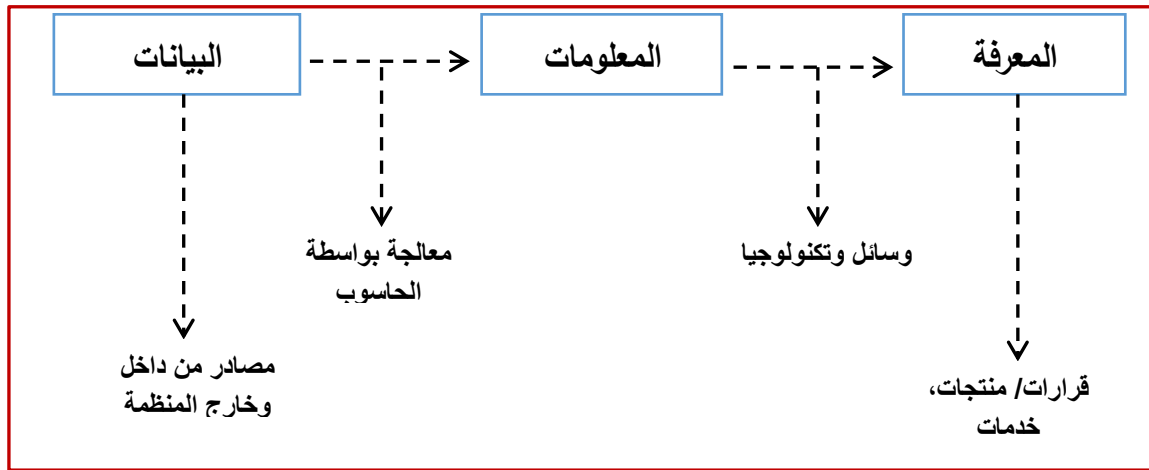 البيانات
المعلومات
المعرفة
معالجة بواسطة
الحاسوب
وسائل وتكنولوجيا
مصادر من داخل
وخارج المنظمة
قرارات/ منتجات،
خدمات